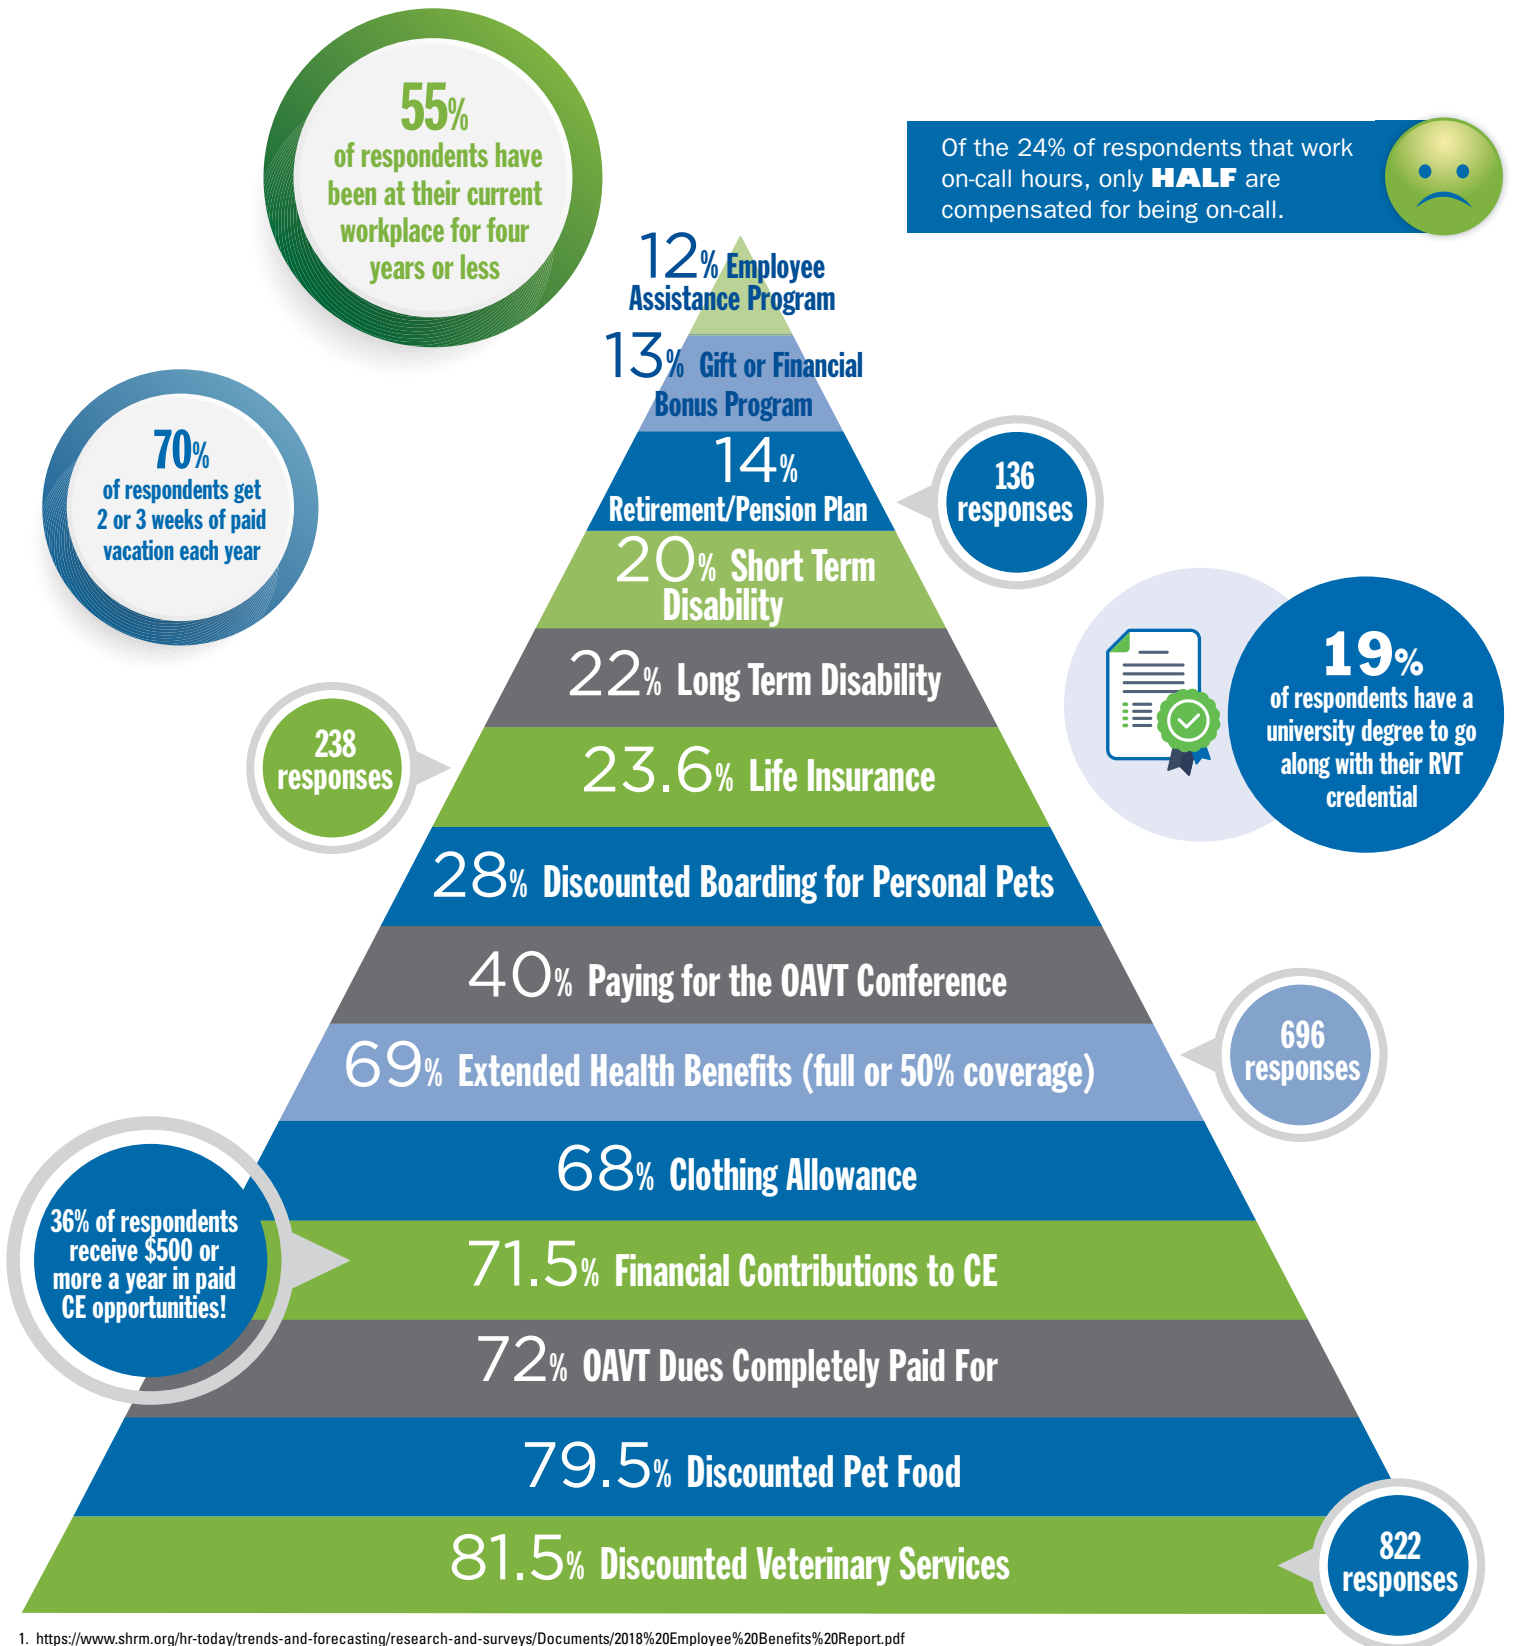 55%
of respondents have
been at their current
workplace for four
years or less
Of the 24% of respondents that work
on-call hours, only HALF are
compensated for being on-call.
12% Employee
Assistance Program
13% Gift or Financial
Bonus Program
70%
of respondents get
2 or 3 weeks of paid
vacation each year
14%
Retirement/Pension Plan
136
responses
20% Short Term
Disability
22% Long Term Disability
19%
of respondents have a
university degree to go
along with their RVT
credential
238
responses
23.6% Life Insurance
28% Discounted Boarding for Personal Pets
40% Paying for the OAVT Conference
69% Extended Health Benefits (full or 50% coverage)
696
responses
68% Clothing Allowance
36% of respondents
receive $500 or
more a year in paid
CE opportunities!
71.5% Financial Contributions to CE
72% OAVT Dues Completely Paid For
79.5% Discounted Pet Food
81.5% Discounted Veterinary Services
822
responses
1. https://www.shrm.org/hr-today/trends-and-forecasting/research-and-surveys/Documents/2018%20Employee%20Benefits%20Report.pdf